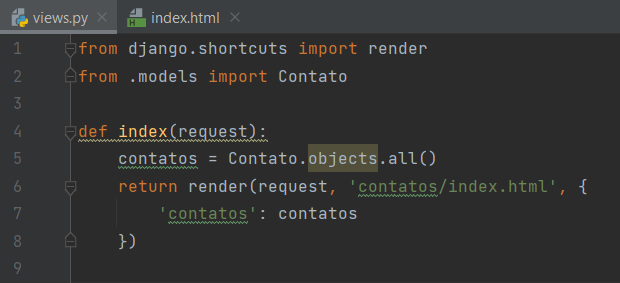 views.py index.html
1 from django.shortcuts import render
2 from .models import Contato
3
4 def index(request):
5     contatos = Contato.objects.all()
6     return render(request, 'contatos/index.html', {
7         'contatos': contatos
8     })
9